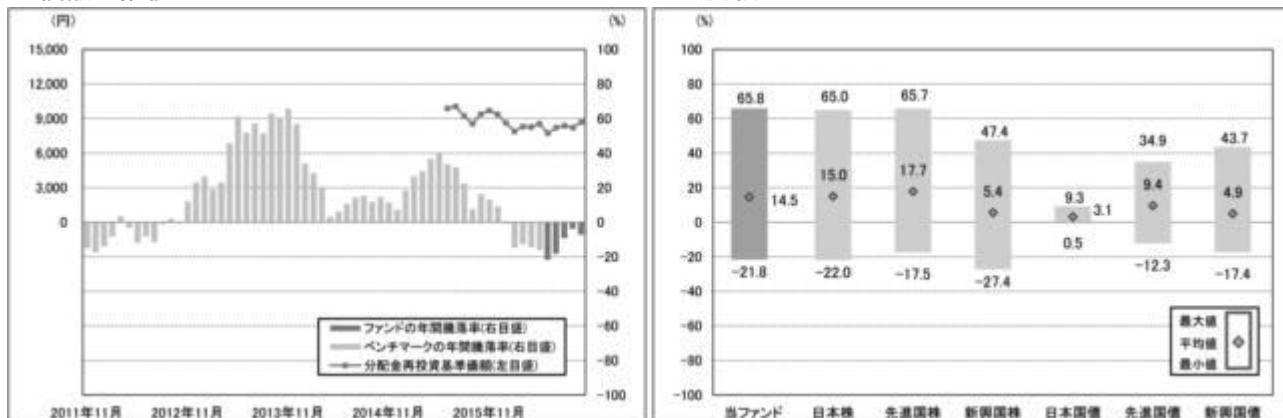 (円)
(%)
15,000
12,000
9,000
6,000
3,000
0
100
80
60
40
20
0
-20
-40
-60
-80
-100
ファンドの年間騰落率(右目盛)
ベンチマークの年間騰落率(右目盛)
分配金再投資基準価額(左目盛)
2011年11月 2012年11月 2013年11月 2014年11月 2015年11月
(%)
100
80
60
40
20
0
-20
-40
-60
-80
-100
65.8 65.0 65.7 47.4 9.3 34.9 43.7
14.5 15.0 17.7 5.4 3.1 9.4 4.9
-21.8 -22.0 -17.5 -27.4 0.5 -12.3 -17.4
最大値
平均値
最小値
当ファンド 日本株 先進国株 新興国株 日本国債 先進国債 新興国債